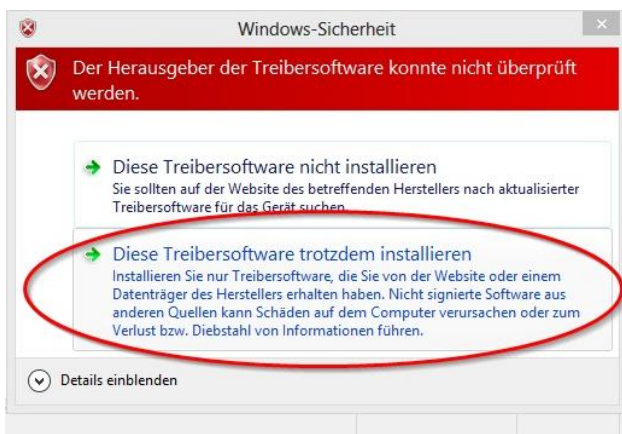 Windows-Sicherheit
Der Herausgeber der Treibersoftware konnte nicht überprüft
werden.
Diese Treibersoftware nicht installieren
Sie sollten auf der Website des betreffenden Herstellers nach aktualisierter
Treibersoftware für das Gerät suchen.
Diese Treibersoftware trotzdem installieren
Installieren Sie nur Treibersoftware, die Sie von der Website oder einem
Datenträger des Herstellers erhalten haben. Nicht signierte Software aus
anderen Quellen kann Schäden auf dem Computer verursachen oder zum
Verlust bzw. Diebstahl von Informationen führen.
Details einblenden